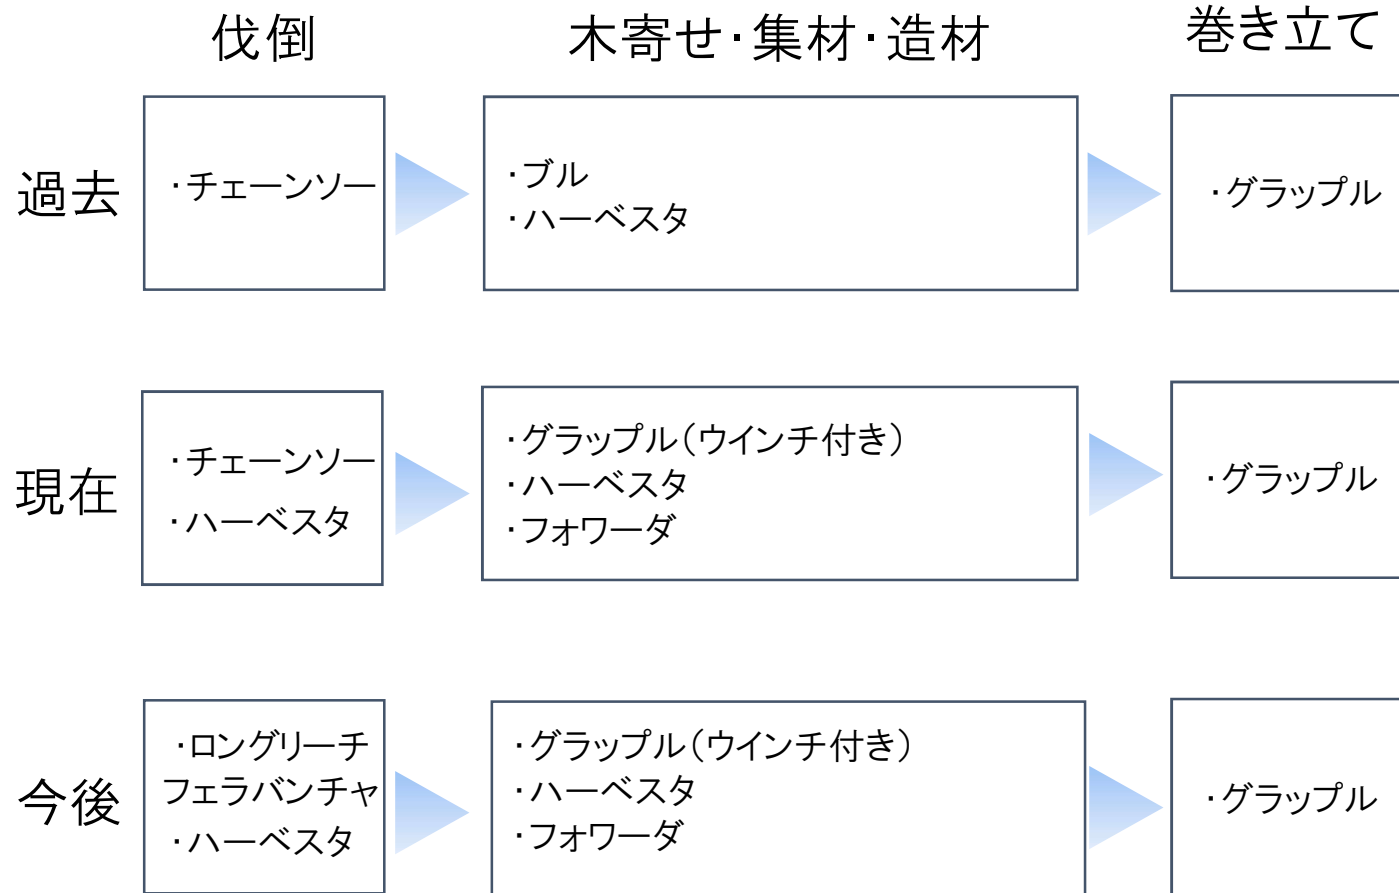 伐倒
木寄せ・集材・造材
巻き立て
過去
・チェーンソー
・ブル
・ハーベスタ
・グラップル
現在
・チェーンソー
・ハーベスタ
・グラップル(ウインチ付き)
・ハーベスタ
・フォワーダ
・グラップル
今後
・ロングリーチ
フェラバンチャ
・ハーベスタ
・グラップル(ウインチ付き)
・ハーベスタ
・フォワーダ
・グラップル